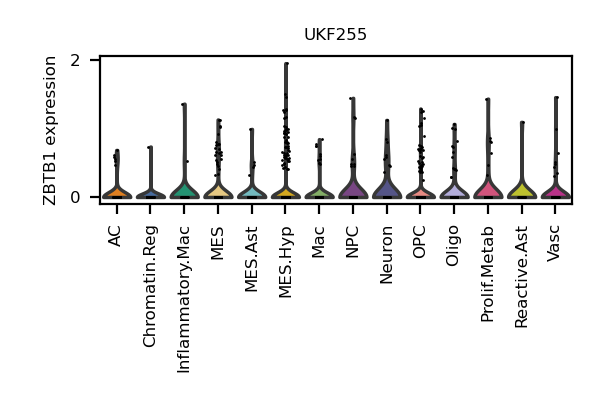 UKF255
ZBTB1 expression
2
0
AC
Chromatin.Reg
Inflammatory.Mac
MES
MES.Ast
MES.Hyp
Mac
NPC
Neuron
OPC
Oligo
Prolif.Metab
Reactive.Ast
Vasc